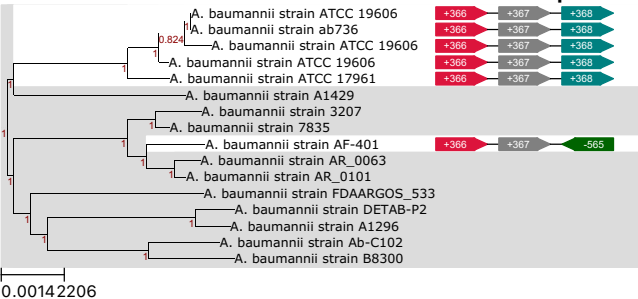 A. baumannii strain ATCC 19606 +366 +367 +368
A. baumannii strain ab736 +366 +367 +368
0.824 A. baumannii strain ATCC 19606 +366 +367 +368
A. baumannii strain ATCC 19606 +366 +367 +368
A. baumannii strain ATCC 17961 +366 +367 +368
A. baumannii strain A1429
A. baumannii strain 3207
A. baumannii strain 7835
A. baumannii strain AF-401 +366 +367 -565
A. baumannii strain AR_0063
A. baumannii strain AR_0101
A. baumannii strain FDAARGOS_533
A. baumannii strain DETAB-P2
A. baumannii strain A1296
A. baumannii strain Ab-C102
A. baumannii strain B8300
1
1
1
1
1
1
1
1
1
1
1
1
1
1
0.00142206